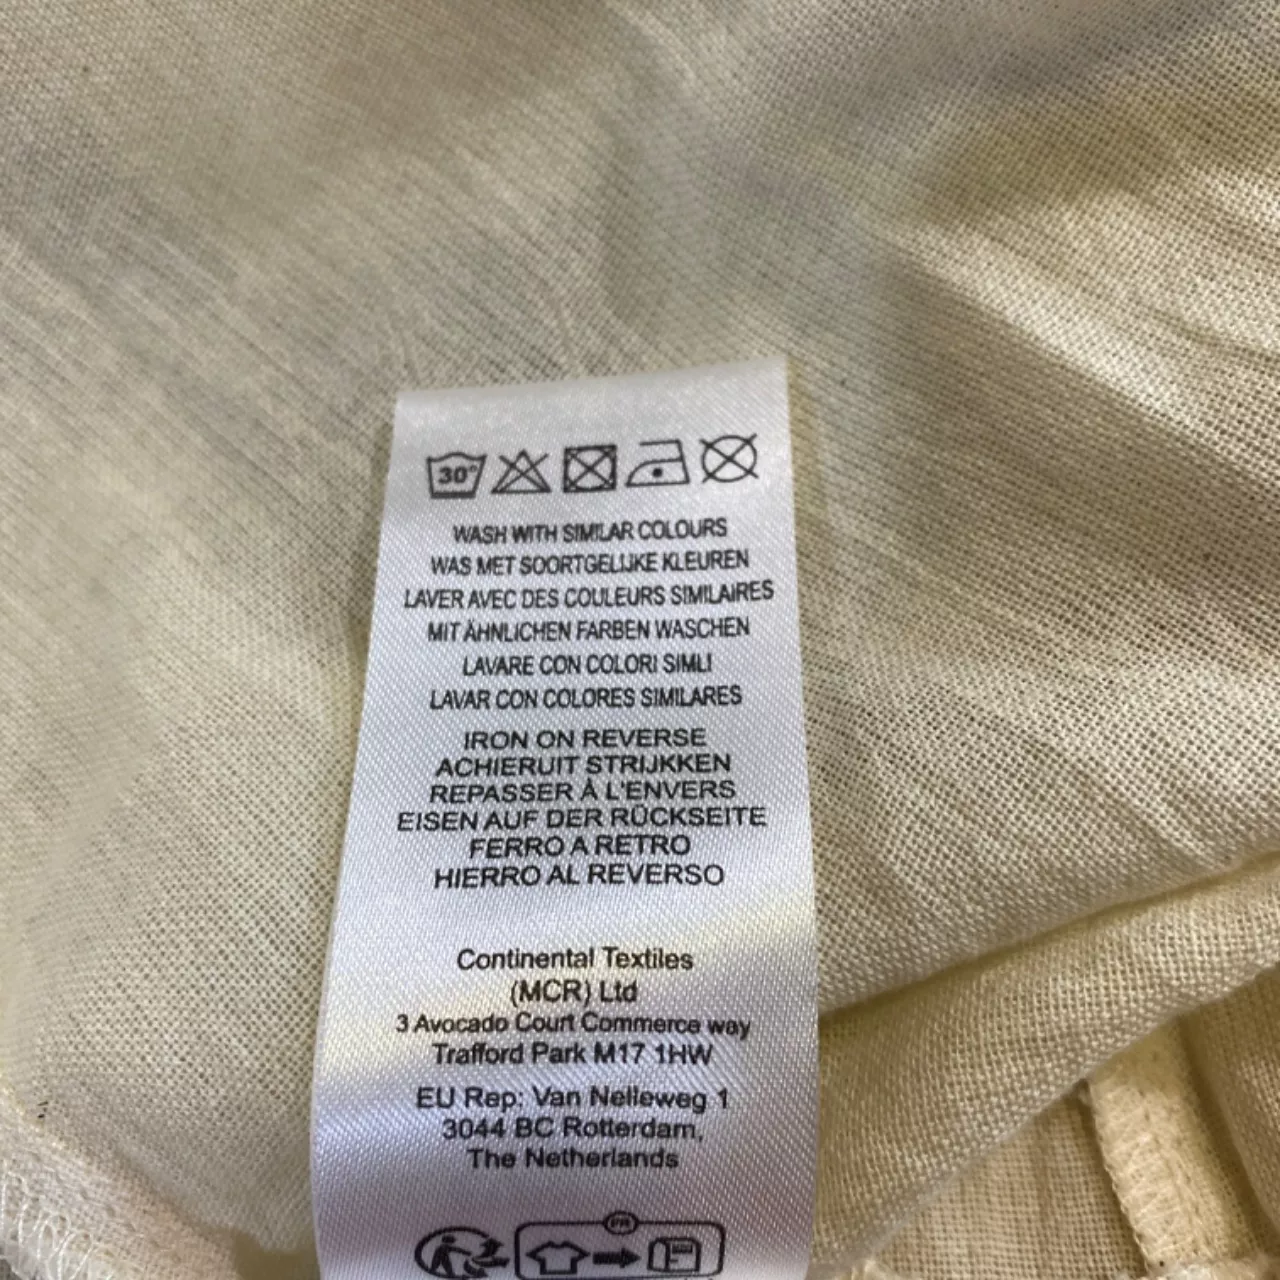 30°
WASH WITH SIMILAR COLOURS
WAS MET SOORTGELIJKE KLEUREN
LAVER AVEC DES COULEURS SIMILAIRES
MIT ÄHNLICHEN FARBEN WASCHEN
LAVARE CON COLORI SIMLI
LAVAR CON COLORES SIMILARES
IRON ON REVERSE
ACHIERUIT STRIJKKEN
REPASSER À L'ENVERS
EISEN AUF DER RÜCKSEITE
FERRO A RETRO
HIERRO AL REVERSO
Continental Textiles
(MCR) Ltd
3 Avocado Court Commerce way
Trafford Park M17 1HW
EU Rep: Van Nelleweg 1
3044 BC Rotterdam,
The Netherlands
FR